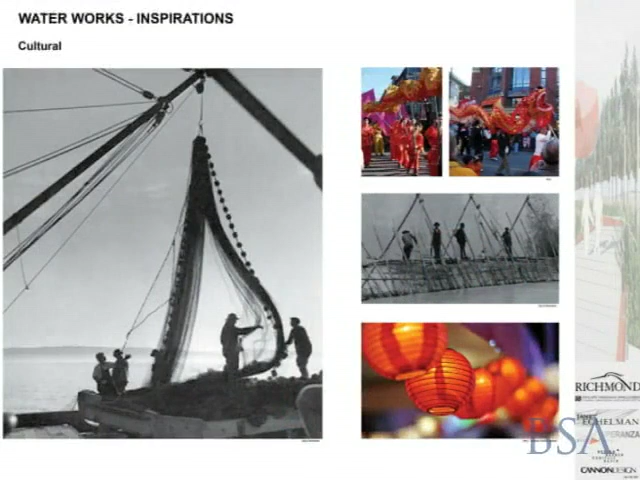 WATER WORKS - INSPIRATIONS
Cultural
RICHMOND
ECHELMAN
BSA
CANNONDESIGN